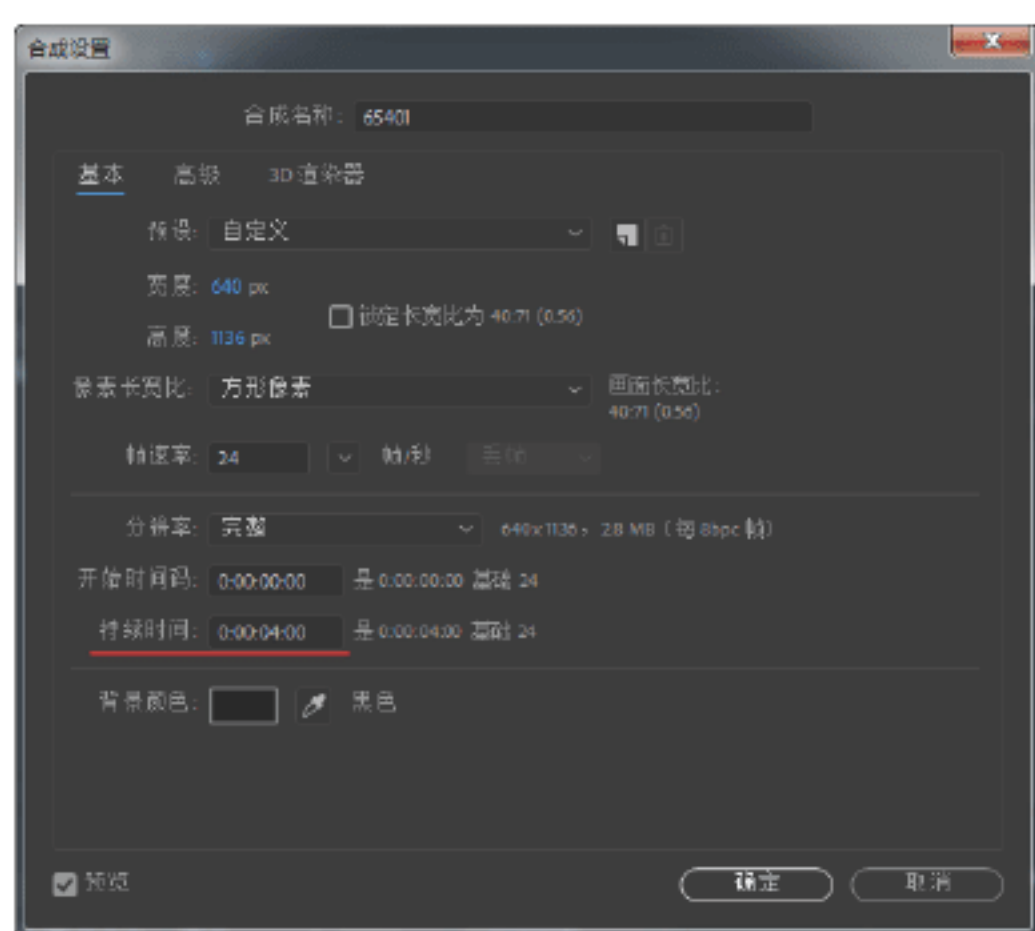 合成设置
合成名称: 65401
基本 高级 3D 渲染器
预设: 自定义
宽度: 640 px
锁定长宽比为 40:71 (0.56)
高度: 1136 px
像素长宽比: 方形像素 画面长宽比:
40:71 (0.56)
帧速率: 24 帧/秒 丢帧
分辨率: 完整 640x1136, 2.8 MB (每 8bpc 帧)
开始时间码: 0:00:00:00 是 0:00:00:00 基础 24
持续时间: 0:00:04:00 是 0:00:04:00 基础 24
背景颜色: 黑色
预览 确定 取消